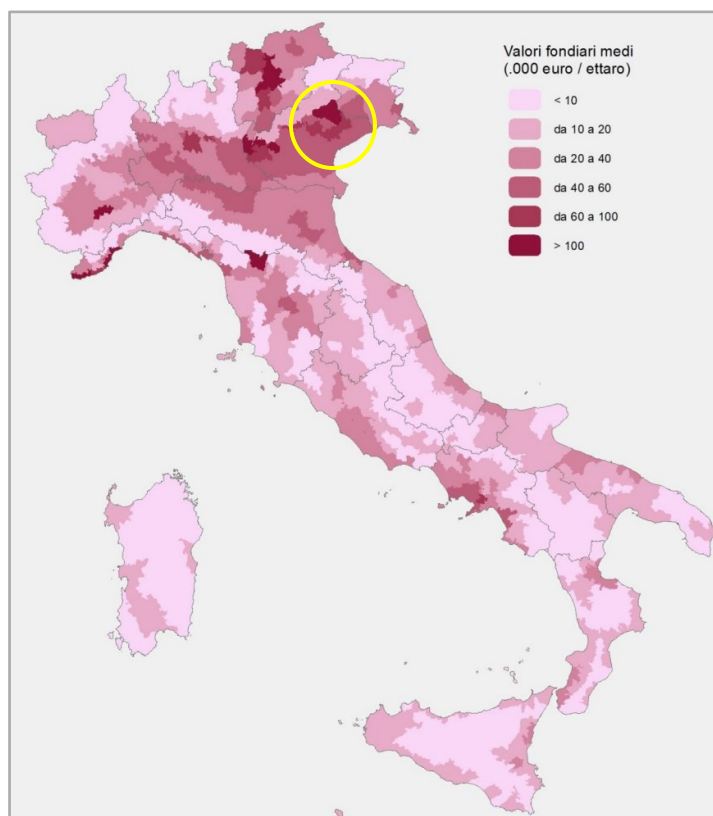 Valori fondiari medi
(.000 euro / ettaro)
< 10
da 10 a 20
da 20 a 40
da 40 a 60
da 60 a 100
> 100